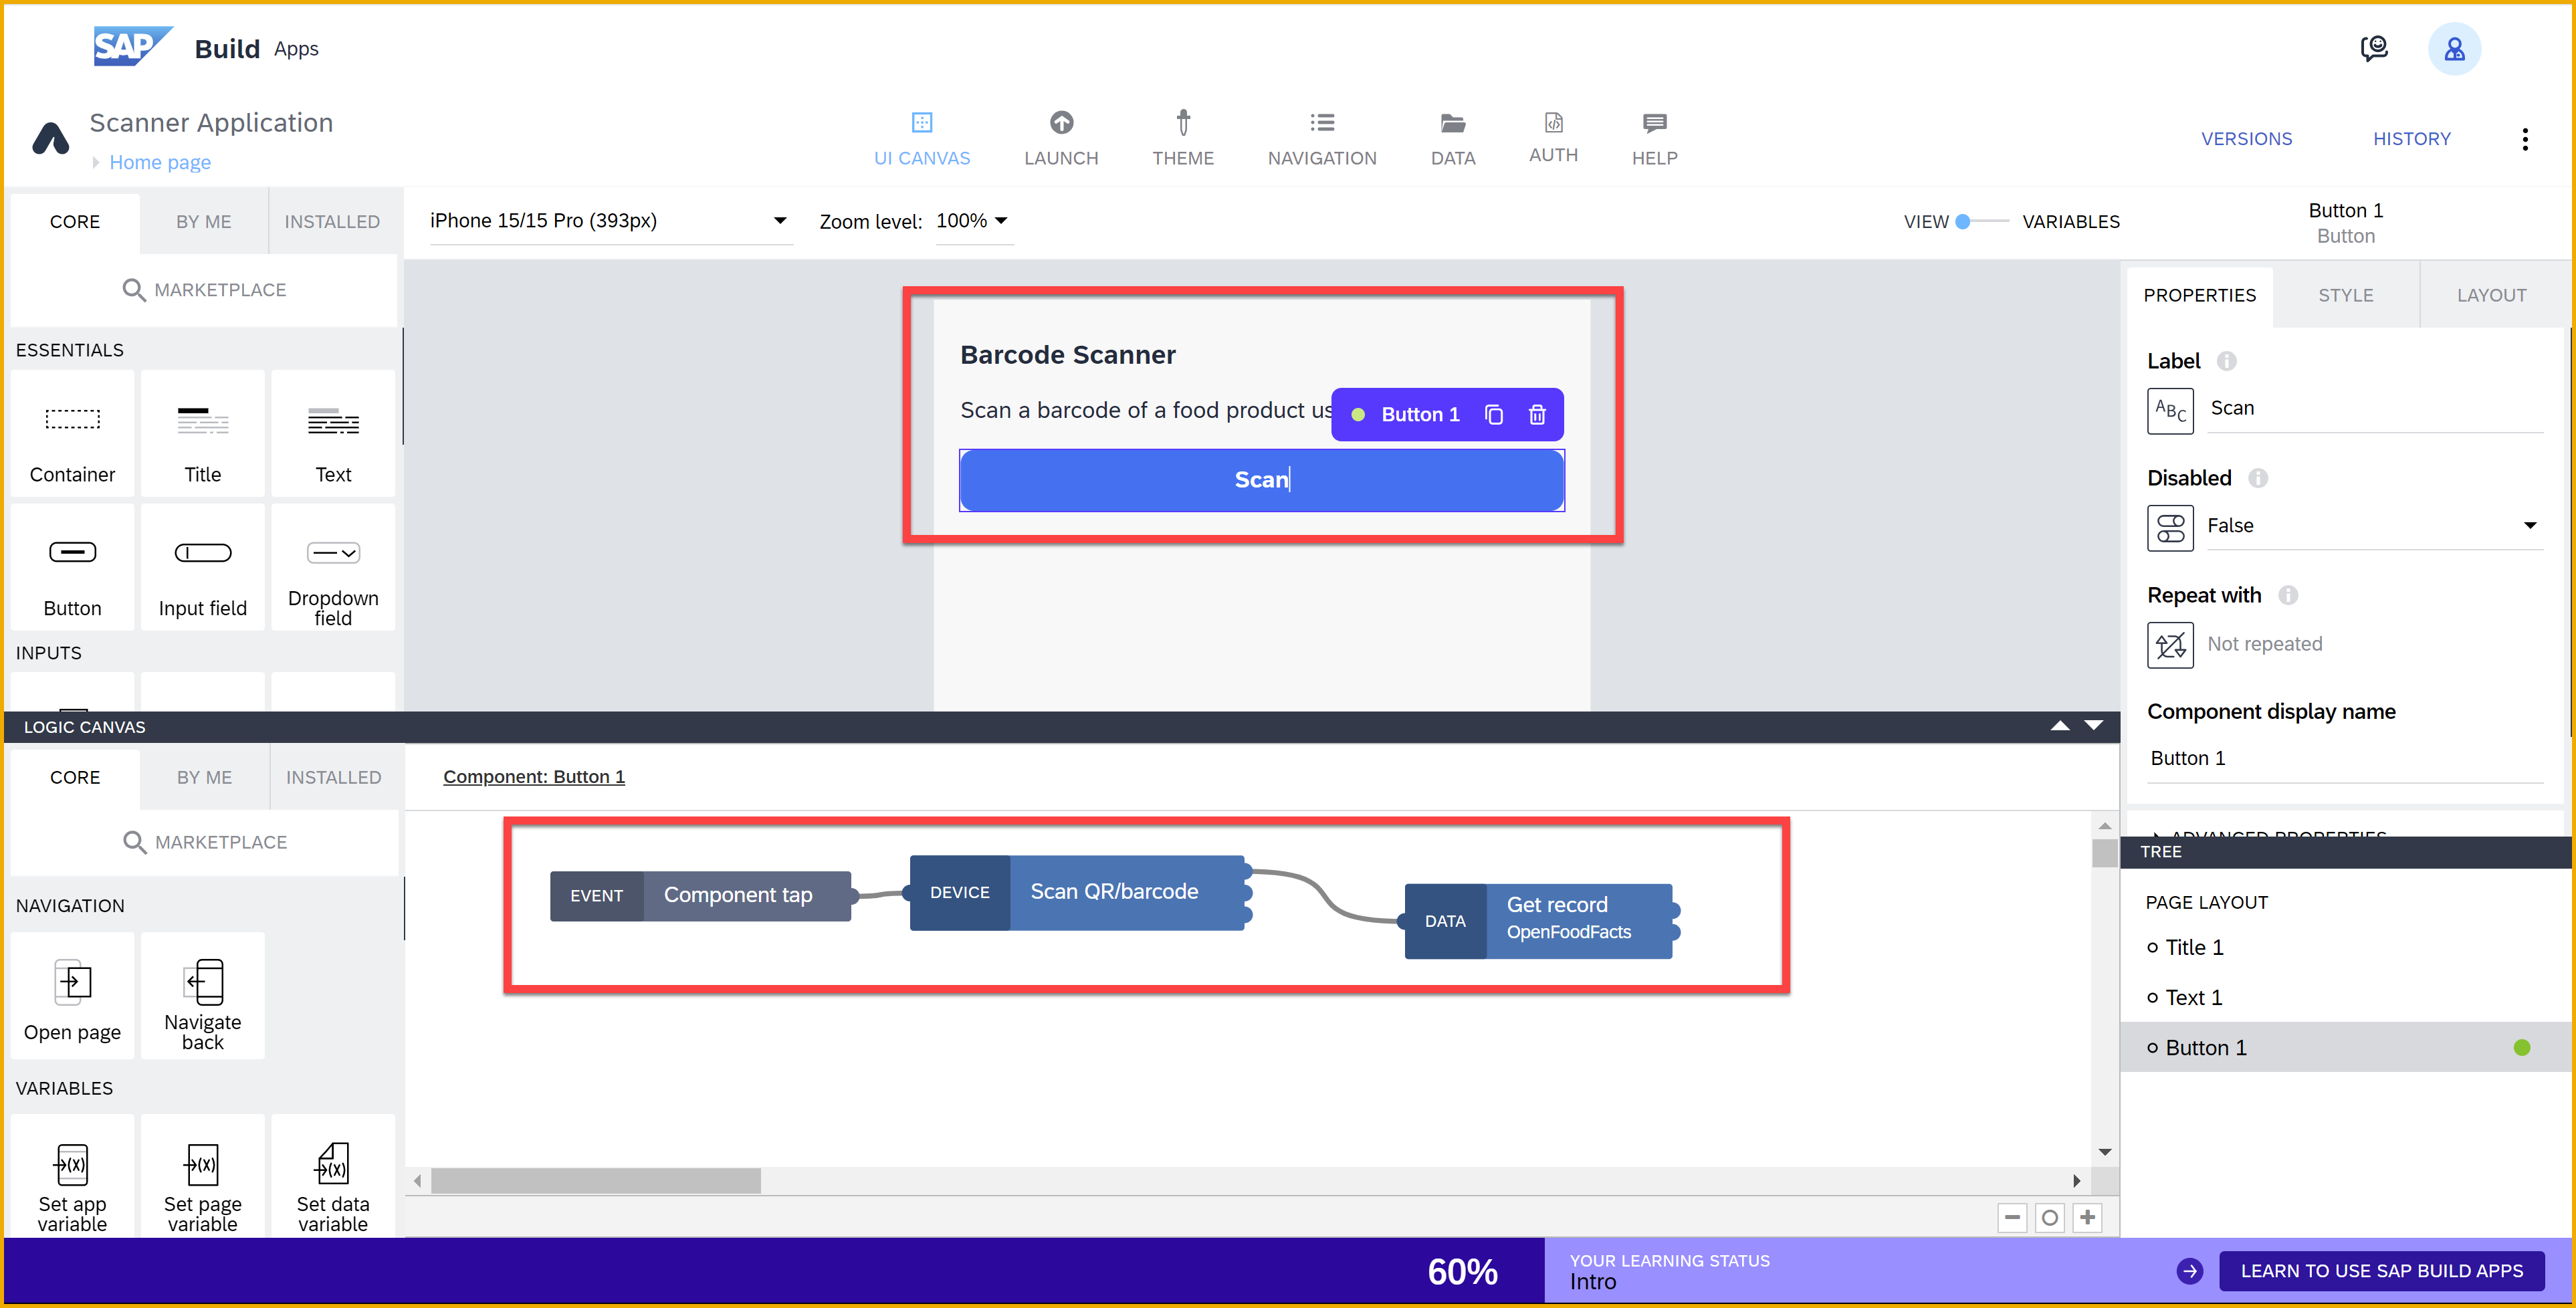 SAP Build Apps
Scanner Application
Home page
UI CANVAS
LAUNCH
THEME
NAVIGATION
DATA
AUTH
HELP
VERSIONS
HISTORY
CORE
BY ME
INSTALLED
iPhone 15/15 Pro (393px)
Zoom level: 100%
VIEW
VARIABLES
Button 1
Button
MARKETPLACE
ESSENTIALS
Container
Title
Text
Button
Input field
Dropdown
field
INPUTS
Barcode Scanner
Scan a barcode of a food product us
Button 1
Scan
PROPERTIES
STYLE
LAYOUT
Label
ABC
Scan
Disabled
False
Repeat with
Not repeated
Component display name
Button 1
ADVANCED PROPERTIES
LOGIC CANVAS
CORE
BY ME
INSTALLED
MARKETPLACE
NAVIGATION
Open page
Navigate
back
VARIABLES
(x)
(x)
(x)
Set app
variable
Set page
variable
Set data
variable
Component: Button 1
EVENT
Component tap
DEVICE
Scan QR/barcode
DATA
Get record
OpenFoodFacts
TREE
PAGE LAYOUT
Title 1
Text 1
Button 1
60%
YOUR LEARNING STATUS
Intro
LEARN TO USE SAP BUILD APPS